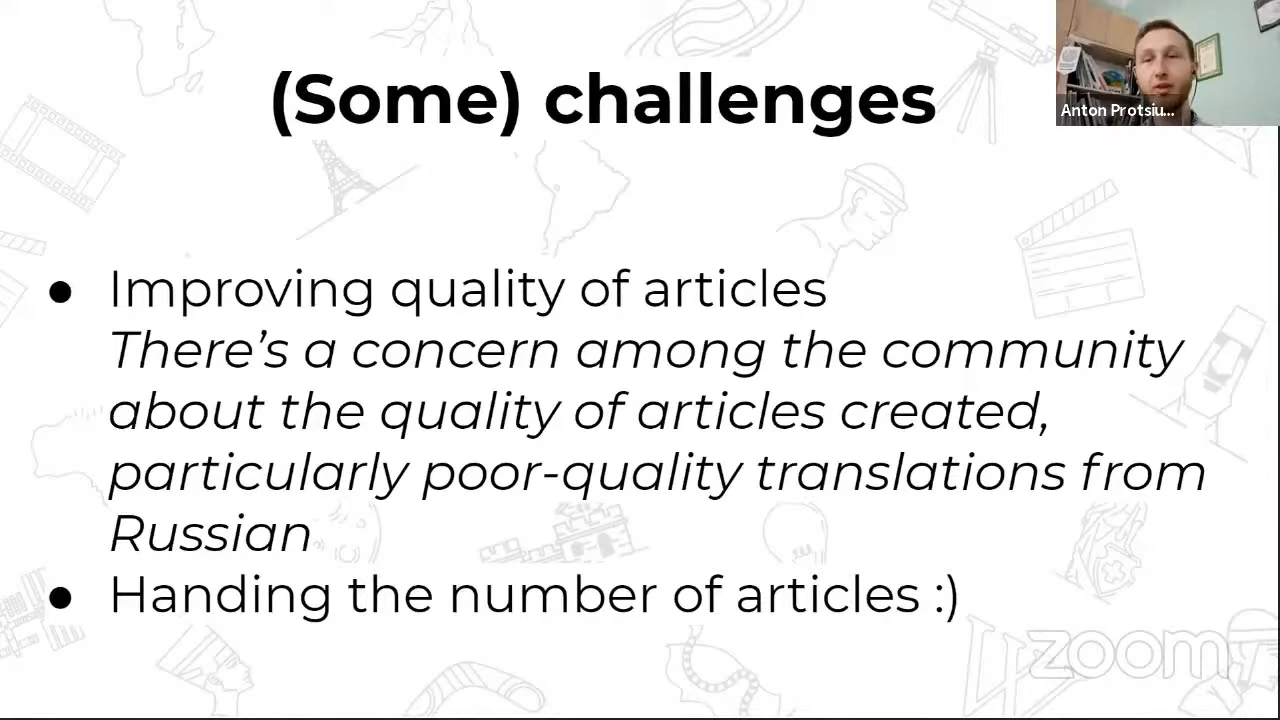 (Some) challenges
Anton Protsiu...
● Improving quality of articles
There’s a concern among the community
about the quality of articles created,
particularly poor-quality translations from
Russian
● Handing the number of articles :)
zoom